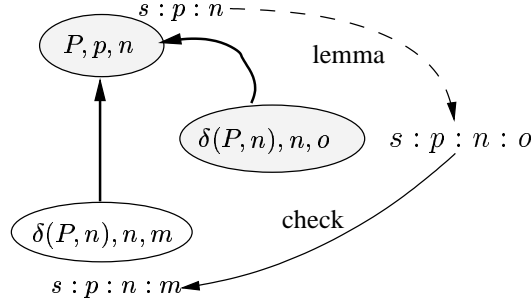 s : p : n
P, p, n
lemma
δ(P, n), n, o
s : p : n : o
check
δ(P, n), n, m
s : p : n : m